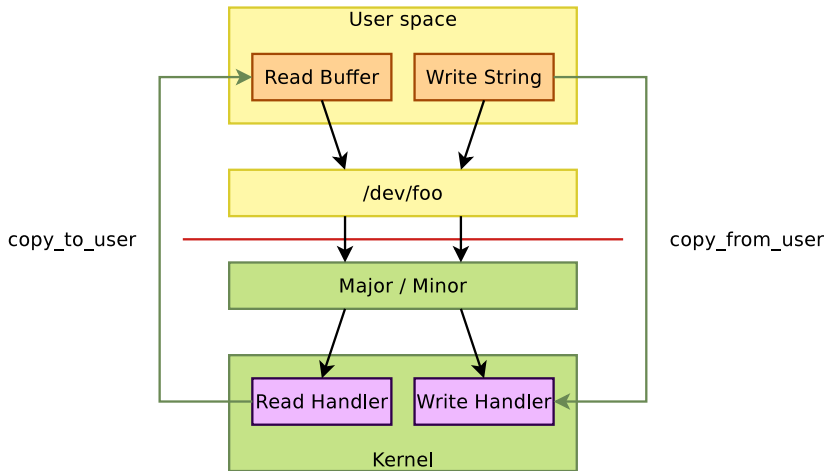 User space
Read Buffer
Write String
/dev/foo
copy_to_user
copy_from_user
Major / Minor
Read Handler
Write Handler
Kernel